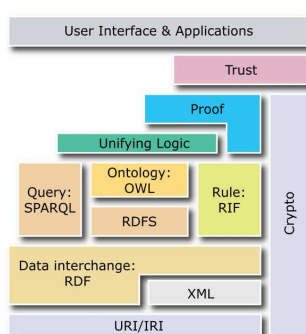 User Interface & Applications
Trust
Proof
Unifying Logic
Query:
SPARQL
Ontology:
OWL
RDFS
Rule:
RIF
Crypto
Data interchange:
RDF
XML
URI/IRI